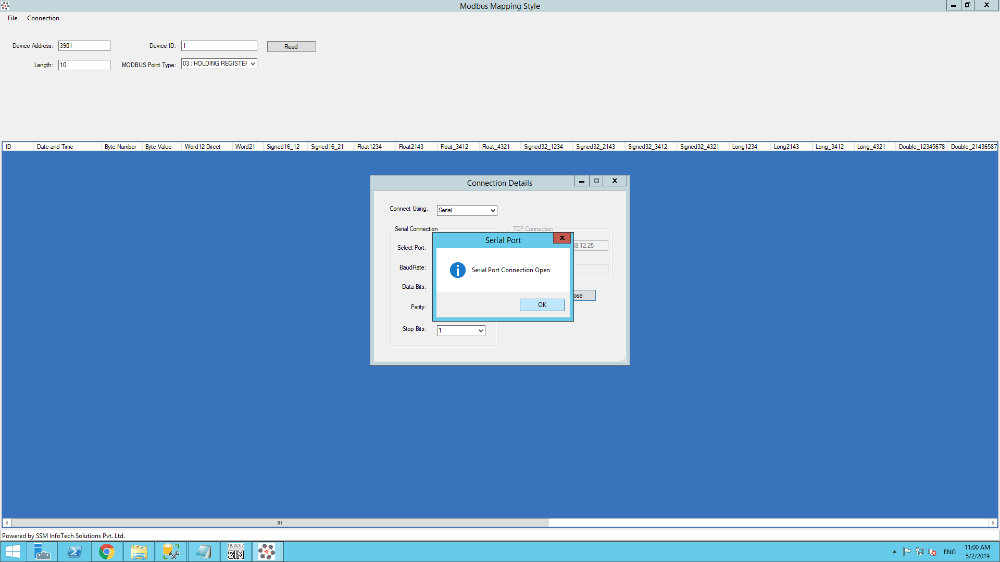 Modbus Mapping Style
File Connection
Device Address: 3901 Device ID: 1 Read
Length: 10 MODBUS Point Type: 03 : HOLDING REGISTER
ID Date and Time Byte Number Byte Value Word12 Direct Word21 Signed16_12 Signed16_21 Float1234 Float2143 Float_3412 Float_4321 Signed32_1234 Signed32_2143 Signed32_3412 Signed32_4321 Long1234 Long2143 Long_3412 Long_4321 Double_12345678 Double_21436587
Connection Details
Connect Using: Serial
Serial Connection TCP Connection
Serial Port
Select Port: 8.12.25
Serial Port Connection Open
BaudRate:
Data Bits:
ose
OK
Parity:
Stop Bits: 1
Powered by SSM InfoTech Solutions Pvt. Ltd.
MODBUS
SIM
ENG
11:00 AM
5/2/2019